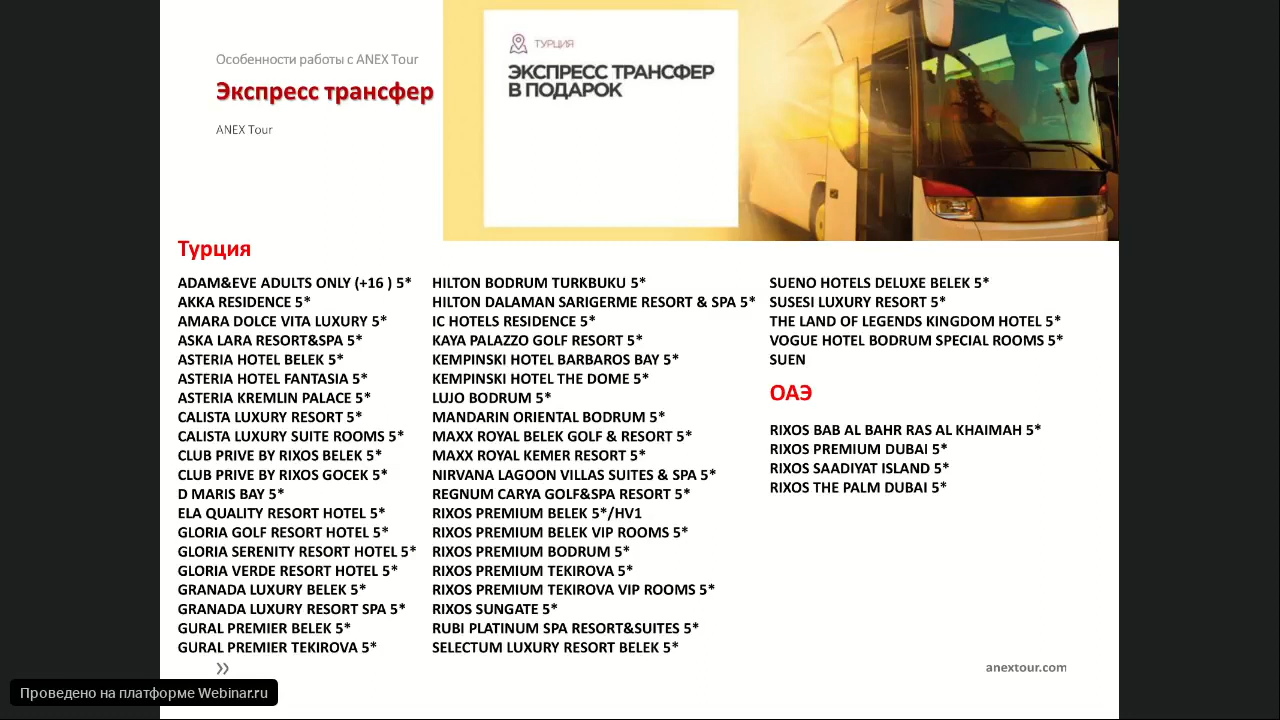 Особенности работы с ANEX Tour
Экспресс трансфер
ANEX Tour
ТУРЦИЯ
ЭКСПРЕСС ТРАНСФЕР
В ПОДАРОК
Турция
ADAM&EVE ADULTS ONLY (+16 ) 5*
AKKA RESIDENCE 5*
AMARA DOLCE VITA LUXURY 5*
ASKA LARA RESORT&SPA 5*
ASTERIA HOTEL BELEK 5*
ASTERIA HOTEL FANTASIA 5*
ASTERIA KREMLIN PALACE 5*
CALISTA LUXURY RESORT 5*
CALISTA LUXURY SUITE ROOMS 5*
CLUB PRIVE BY RIXOS BELEK 5*
CLUB PRIVE BY RIXOS GOCEK 5*
D MARIS BAY 5*
ELA QUALITY RESORT HOTEL 5*
GLORIA GOLF RESORT HOTEL 5*
GLORIA SERENITY RESORT HOTEL 5*
GLORIA VERDE RESORT HOTEL 5*
GRANADA LUXURY BELEK 5*
GRANADA LUXURY RESORT SPA 5*
GURAL PREMIER BELEK 5*
GURAL PREMIER TEKIROVA 5*
HILTON BODRUM TURKBUKU 5*
HILTON DALAMAN SARIGERME RESORT & SPA 5*
IC HOTELS RESIDENCE 5*
KAYA PALAZZO GOLF RESORT 5*
KEMPINSKI HOTEL BARBAROS BAY 5*
KEMPINSKI HOTEL THE DOME 5*
LUJO BODRUM 5*
MANDARIN ORIENTAL BODRUM 5*
MAXX ROYAL BELEK GOLF & RESORT 5*
MAXX ROYAL KEMER RESORT 5*
NIRVANA LAGOON VILLAS SUITES & SPA 5*
REGNUM CARYA GOLF&SPA RESORT 5*
RIXOS PREMIUM BELEK 5*/HV1
RIXOS PREMIUM BELEK VIP ROOMS 5*
RIXOS PREMIUM BODRUM 5*
RIXOS PREMIUM TEKIROVA 5*
RIXOS PREMIUM TEKIROVA VIP ROOMS 5*
RIXOS SUNGATE 5*
RUBI PLATINUM SPA RESORT&SUITES 5*
SELECTUM LUXURY RESORT BELEK 5*
SUENO HOTELS DELUXE BELEK 5*
SUSESI LUXURY RESORT 5*
THE LAND OF LEGENDS KINGDOM HOTEL 5*
VOGUE HOTEL BODRUM SPECIAL ROOMS 5*
SUEN
ОАЭ
RIXOS BAB AL BAHR RAS AL KHAIMAH 5*
RIXOS PREMIUM DUBAI 5*
RIXOS SAADIYAT ISLAND 5*
RIXOS THE PALM DUBAI 5*
anextour.com
Проведено на платформе Webinar.ru